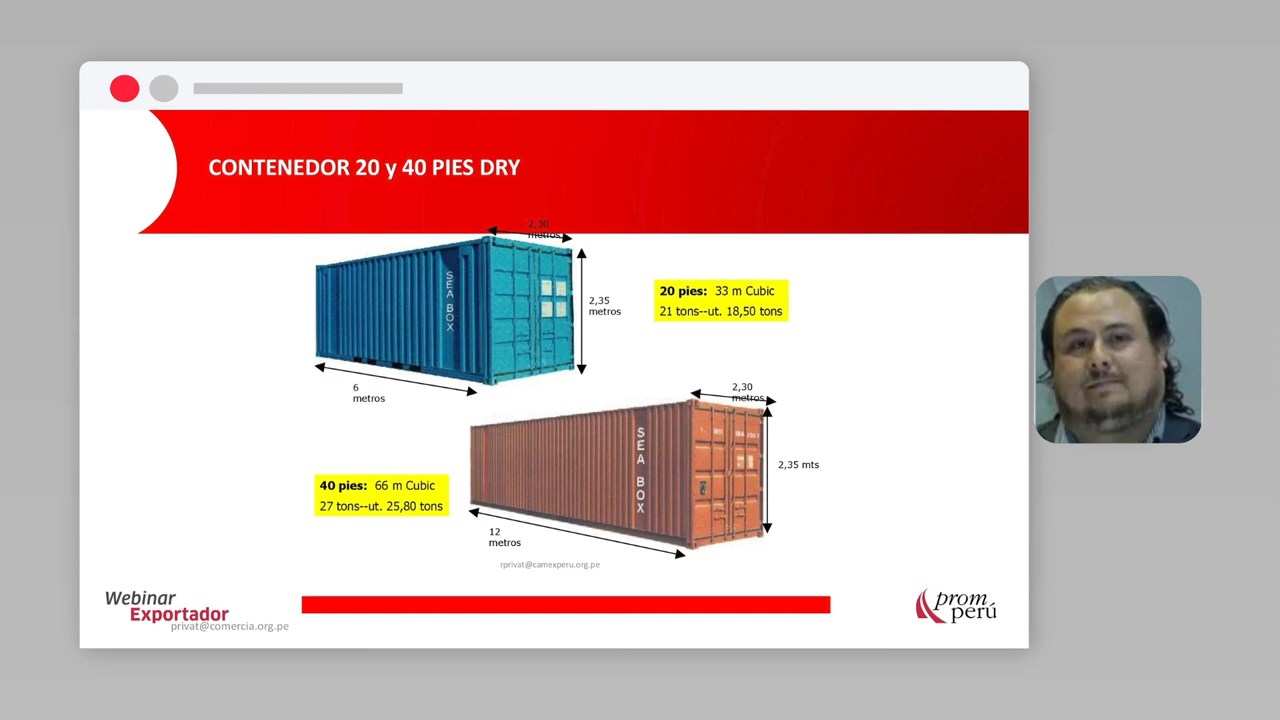 CONTENEDOR 20 y 40 PIES DRY
2,30
metros
SEA BOX
2,35
metros
20 pies: 33 m Cubic
21 tons--ut. 18,50 tons
6
metros
2,30
metros
SEA BOX
2,35 mts
40 pies: 66 m Cubic
27 tons--ut. 25,80 tons
12
metros
rprivat@camexperu.org.pe
Webinar
Exportador
privat@comercia.org.pe
prom
perú